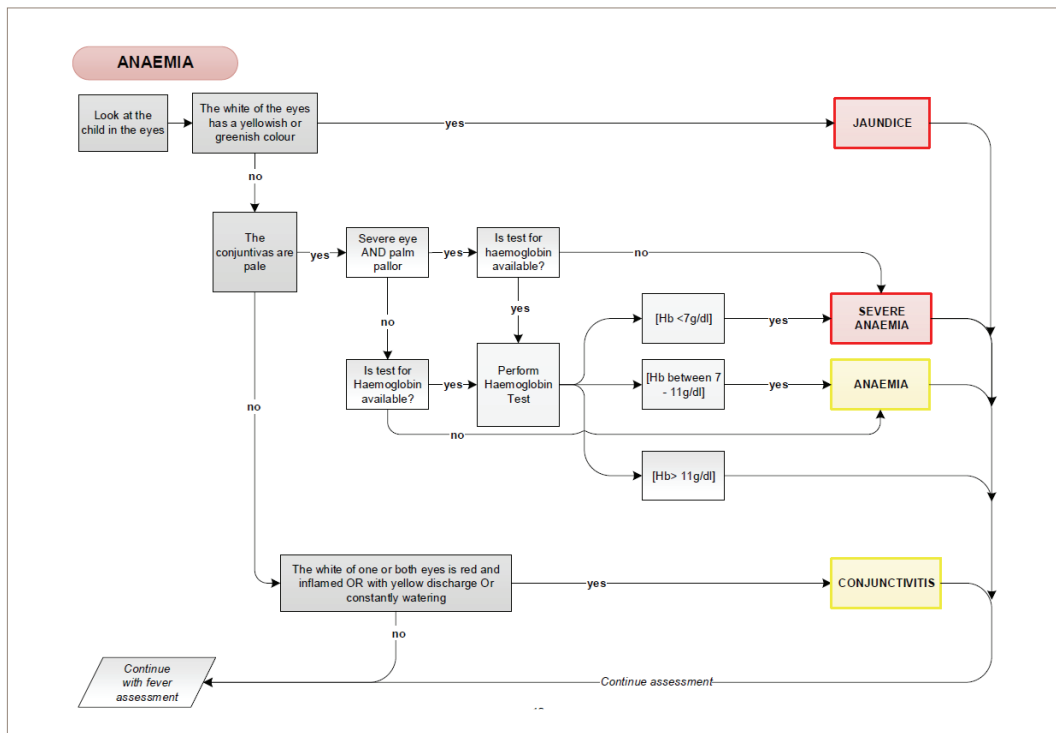 ANAEMIA
Look at the
child in the eyes
The white of the eyes
has a yellowish or
greenish colour
yes
JAUNDICE
no
The
conjuntivas are
pale
yes
Severe eye
AND palm
pallor
yes
Is test for
haemoglobin
available?
no
no
yes
[Hb <7g/dl]
yes
SEVERE
ANAEMIA
Is test for
Haemoglobin
available?
yes
Perform
Haemoglobin
Test
[Hb between 7
- 11g/dl]
yes
ANAEMIA
no
no
[Hb> 11g/dl]
The white of one or both eyes is red and
inflamed OR with yellow discharge Or
constantly watering
yes
CONJUNCTIVITIS
no
Continue
with fever
assessment
Continue assessment